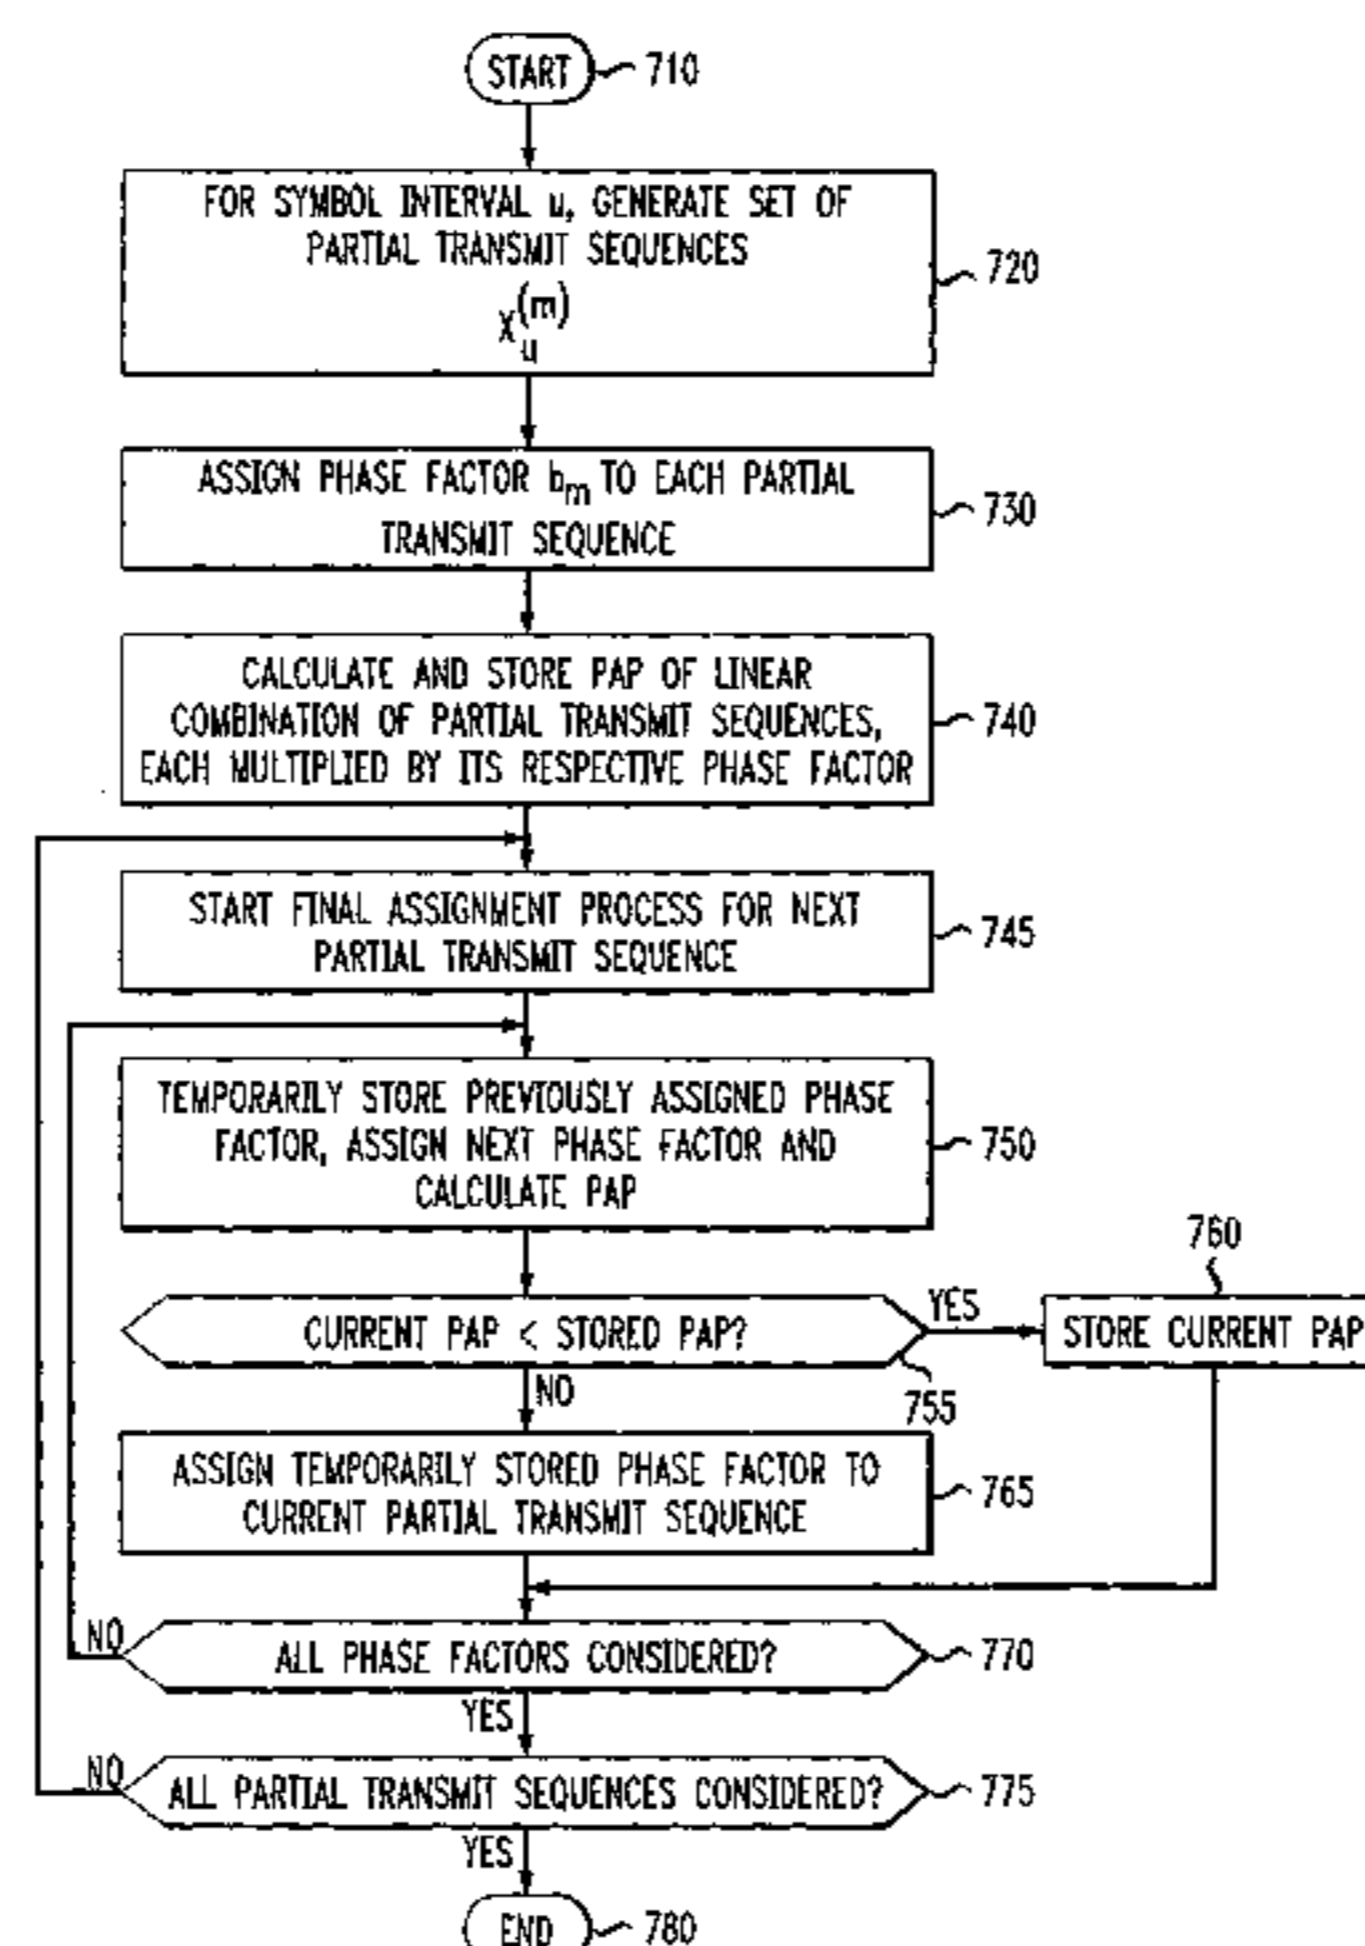 START
710
FOR SYMBOL INTERVAL u, GENERATE SET OF
PARTIAL TRANSMIT SEQUENCES
X_u^(m)
720
ASSIGN PHASE FACTOR b_m TO EACH PARTIAL
TRANSMIT SEQUENCE
730
CALCULATE AND STORE PAP OF LINEAR
COMBINATION OF PARTIAL TRANSMIT SEQUENCES,
EACH MULTIPLIED BY ITS RESPECTIVE PHASE FACTOR
740
START FINAL ASSIGNMENT PROCESS FOR NEXT
PARTIAL TRANSMIT SEQUENCE
745
TEMPORARILY STORE PREVIOUSLY ASSIGNED PHASE
FACTOR, ASSIGN NEXT PHASE FACTOR AND
CALCULATE PAP
750
CURRENT PAP < STORED PAP?
755
YES
760
STORE CURRENT PAP
NO
ASSIGN TEMPORARILY STORED PHASE FACTOR TO
CURRENT PARTIAL TRANSMIT SEQUENCE
765
NO
ALL PHASE FACTORS CONSIDERED?
770
YES
NO
ALL PARTIAL TRANSMIT SEQUENCES CONSIDERED?
775
YES
END
780